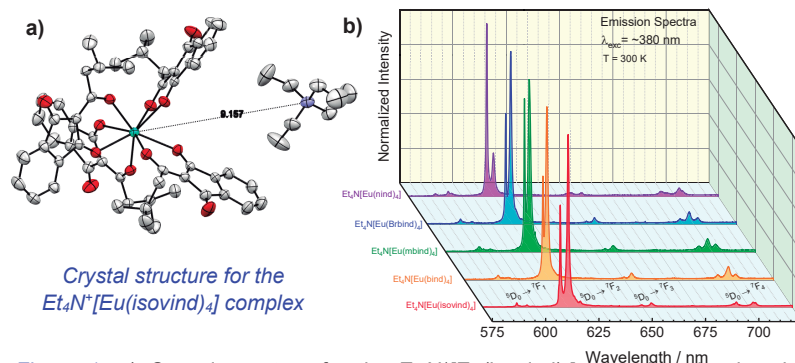 a)
9.157
Crystal structure for the
Et₄N⁺[Eu(isovind)₄] complex
b)
Emission Spectra
λexc= ~380 nm
T = 300 K
Normalized Intensity
Et₄N[Eu(nind)₄]
Et₄N[Eu(Brbind)₄]
Et₄N[Eu(mbind)₄]
Et₄N[Eu(bind)₄]
Et₄N[Eu(isovind)₄]
⁵D₀→⁷F₁
⁵D₀→⁷F₂
⁵D₀→⁷F₃
⁵D₀→⁷F₄
575 600 625 650 675 700
Wavelength / nm